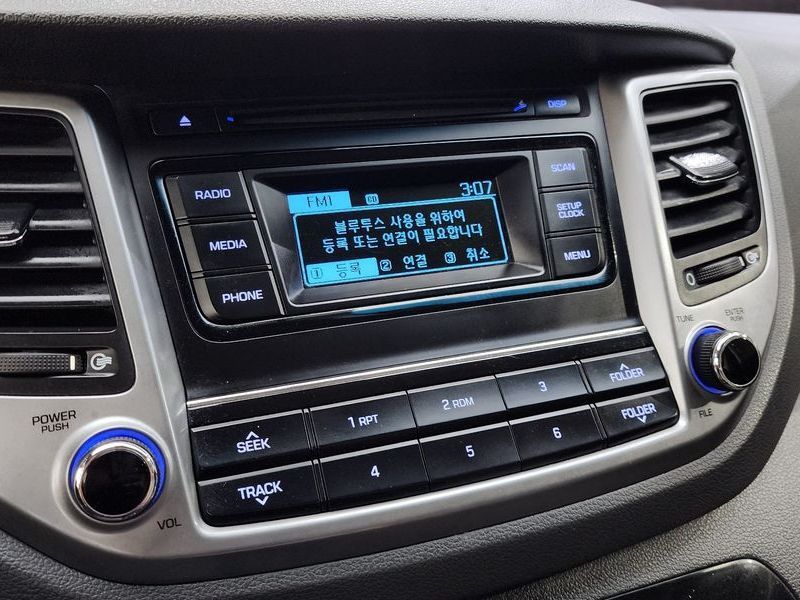 DISP
RADIO
MEDIA
PHONE
FM1 CD 3:07
블루투스 사용을 위하여
등록 또는 연결이 필요합니다
1 등록 2 연결 3 취소
SCAN
SETUP
CLOCK
MENU
0
POWER
PUSH
VOL
SEEK
TRACK
1 RPT
2 RDM
3
FOLDER
4
5
6
FOLDER
TUNE
ENTER
PUSH
FILE